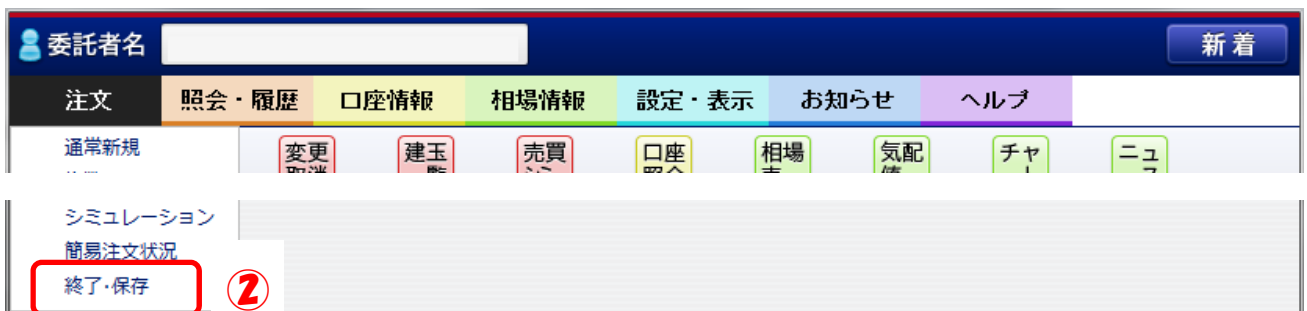 委託者名
新着
注文 照会・履歴 口座情報 相場情報 設定・表示 お知らせ ヘルプ
通常新規
変更 建玉 売買 口座 相場 気配 チャ ニュ
シミュレーション
簡易注文状況
終了・保存
②